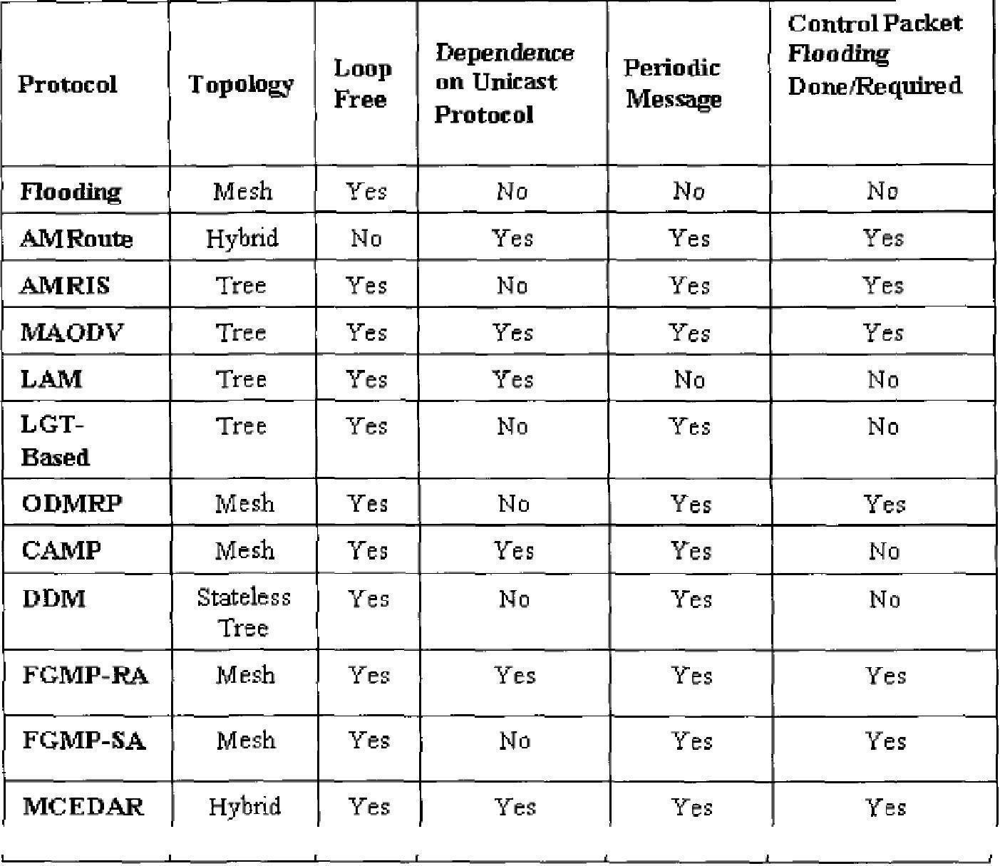 Protocol Topology Loop Free Dependence on Unicast Protocol Periodic Message Control Packet Flooding Done/Required
Flooding Mesh Yes No No No
AMRoute Hybrid No Yes Yes Yes
AMRIS Tree Yes No Yes Yes
MAODV Tree Yes Yes Yes Yes
LAM Tree Yes Yes No No
LGT-Based Tree Yes No Yes No
ODMRP Mesh Yes No Yes Yes
CAMP Mesh Yes Yes Yes No
DDM Stateless Tree Yes No Yes No
FGMP-RA Mesh Yes Yes Yes Yes
FGMP-SA Mesh Yes No Yes Yes
MCEDAR Hybrid Yes Yes Yes Yes